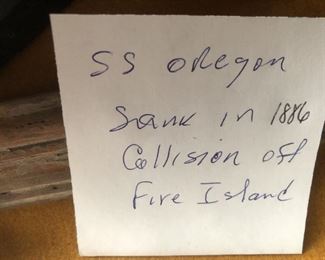 SS Oregon
Sank in 1886
Collision off
Fire Island